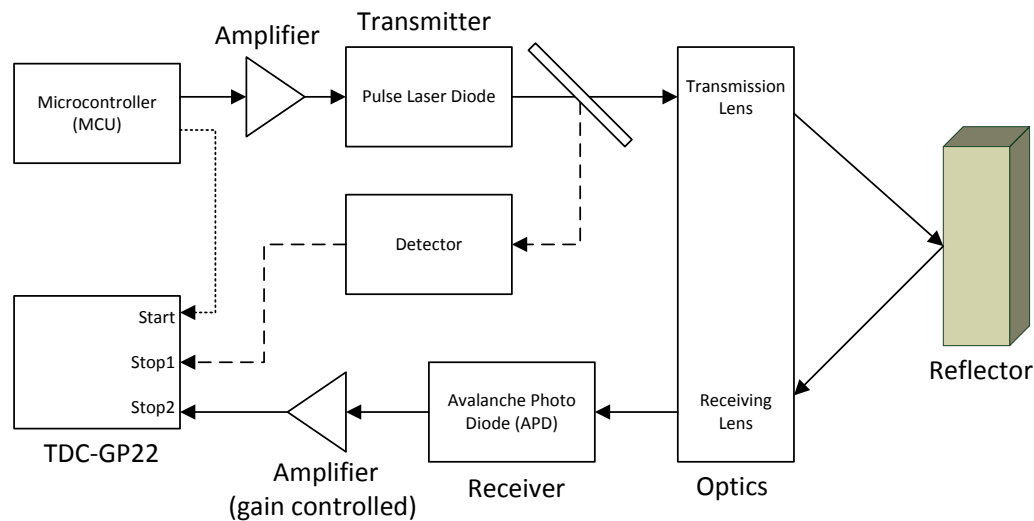 Transmitter
Amplifier
Microcontroller
(MCU)
Pulse Laser Diode
Transmission
Lens
Detector
Start
Stop1
Stop2
TDC-GP22
Amplifier
(gain controlled)
Avalanche Photo
Diode (APD)
Receiver
Receiving
Lens
Optics
Reflector